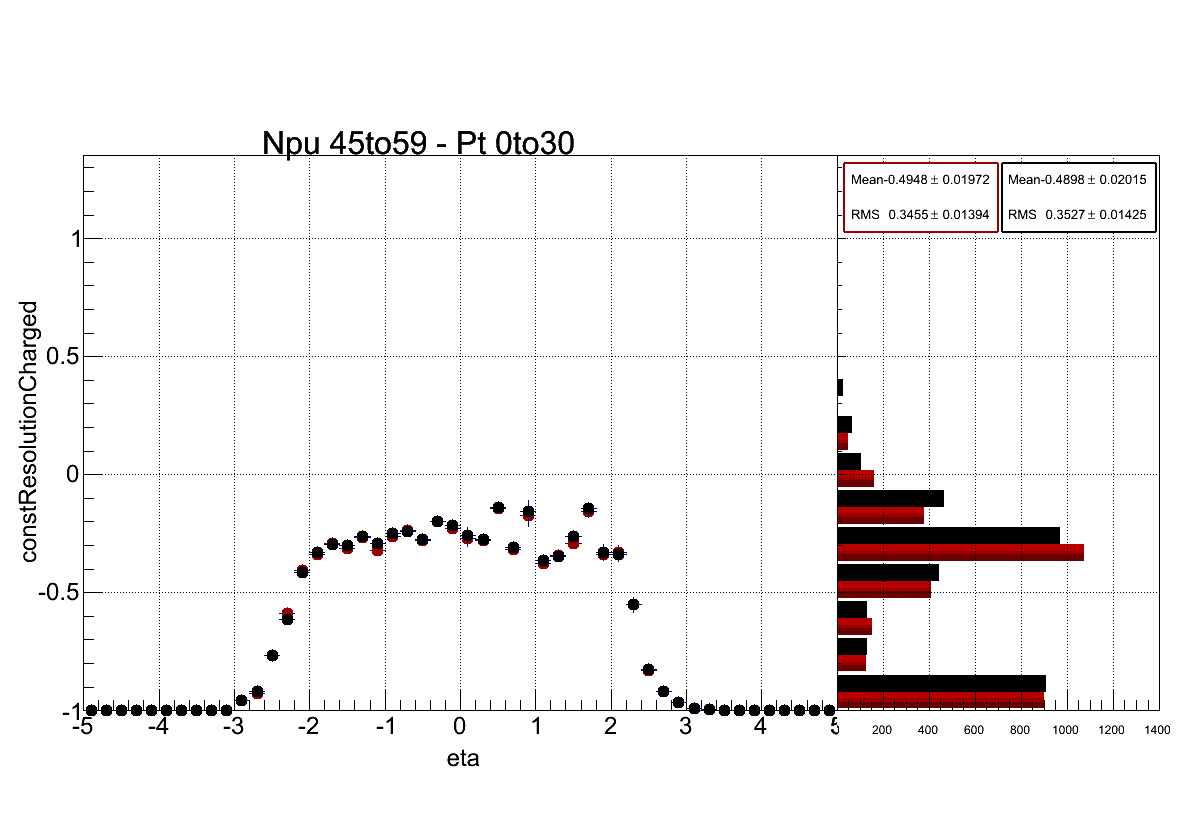 Npu 45to59 - Pt 0to30
Mean-0.4948 ± 0.01972
RMS 0.3455 ± 0.01394
Mean-0.4898 ± 0.02015
RMS 0.3527 ± 0.01425
constResolutionCharged
1
0.5
0
-0.5
-1
-5 -4 -3 -2 -1 0 1 2 3 4
200 400 600 800 1000 1200 1400
eta